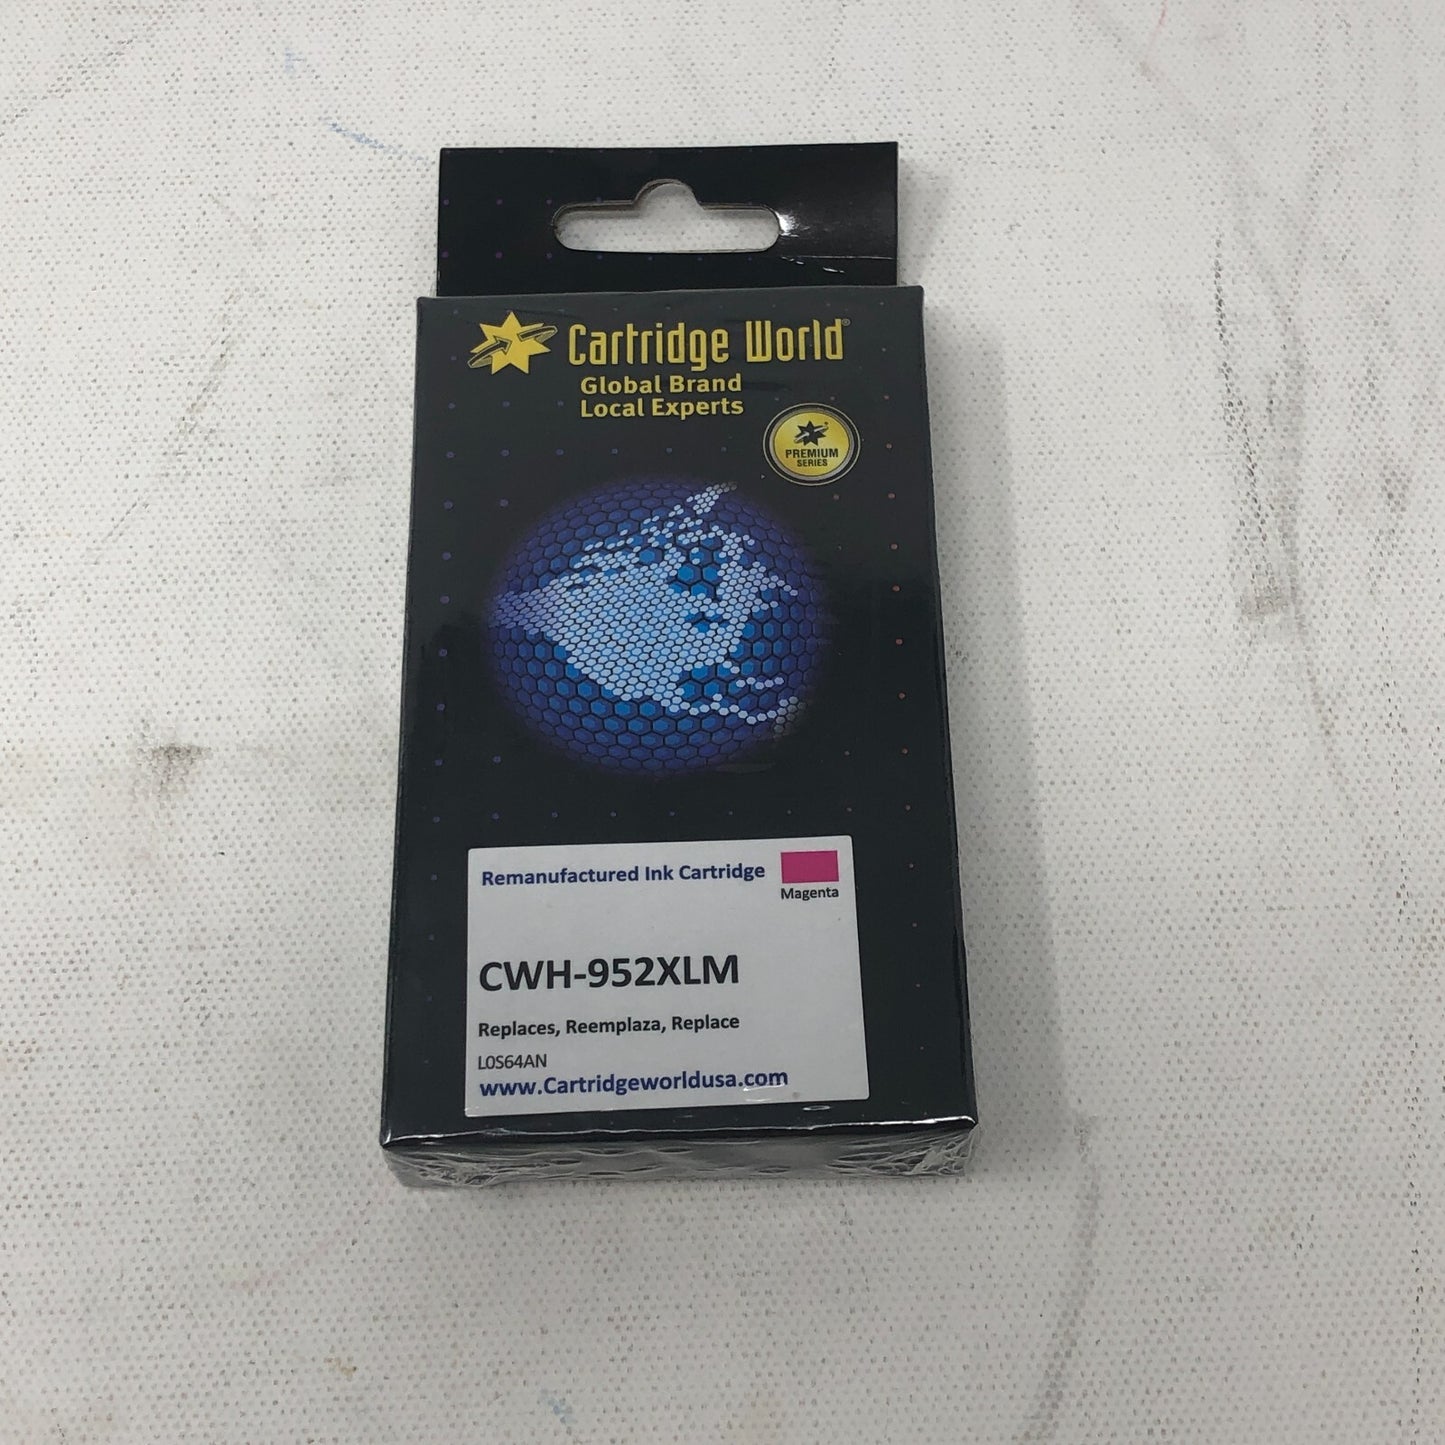 Cartridge World®
Global Brand
Local Experts
PREMIUM
SERIES
Remanufactured Ink Cartridge
Magenta
CWH-952XLM
Replaces, Reemplaza, Replace
L0S64AN
www.Cartridgeworldusa.com